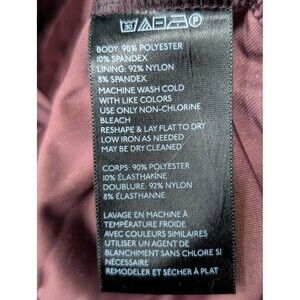 30 P
BODY: 90% POLYESTER
10% SPANDEX
LINING: 92% NYLON
8% SPANDEX
MACHINE WASH COLD
WITH LIKE COLORS
USE ONLY NON-CHLORINE
BLEACH
RESHAPE & LAY FLAT TO DRY
LOW IRON AS NEEDED
MAY BE DRY CLEANED
CORPS: 90% POLYESTER
10% ÉLASTHANNE
DOUBLURE: 92% NYLON
8% ÉLASTHANNE
LAVAGE EN MACHINE À
TEMPÉRATURE FROIDE
AVEC COULEURS SIMILAIRES
UTILISER UN AGENT DE
BLANCHIMENT SANS CHLORE SI
NÉCESSAIRE
REMODELER ET SÉCHER À PLAT